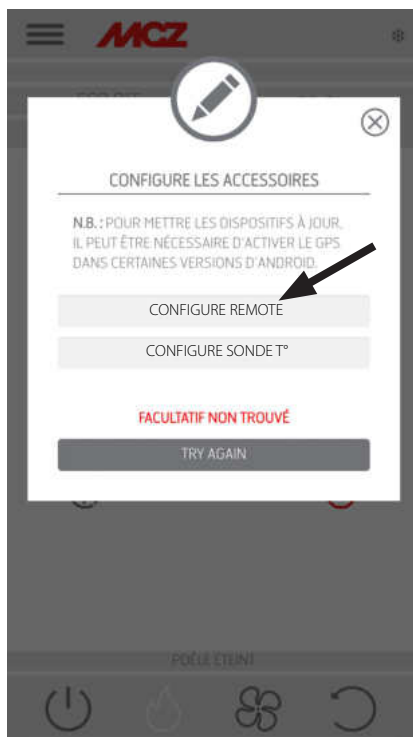 MCZ
CONFIGURE LES ACCESSOIRES
N.B. : POUR METTRE LES DISPOSITIFS À JOUR,
IL PEUT ÊTRE NÉCESSAIRE D'ACTIVER LE GPS
DANS CERTAINES VERSIONS D'ANDROID.
CONFIGURE REMOTE
CONFIGURE SONDE T°
FACULTATIF NON TROUVÉ
TRY AGAIN
POÊLE ÉTEINT